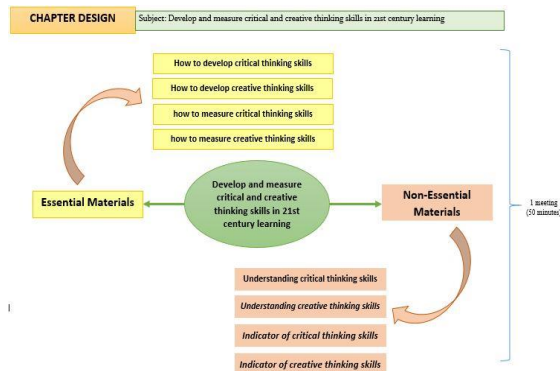 CHAPTER DESIGN
Subject: Develop and measure critical and creative thinking skills in 21st century learning
How to develop critical thinking skills
How to develop creative thinking skills
how to measure critical thinking skills
how to measure creative thinking skills
Essential Materials
Develop and measure
critical and creative
thinking skills in 21st
century learning
Non-Essential
Materials
1 meeting
(50 minutes)
Understanding critical thinking skills
Understanding creative thinking skills
Indicator of critical thinking skills
Indicator of creative thinking skills